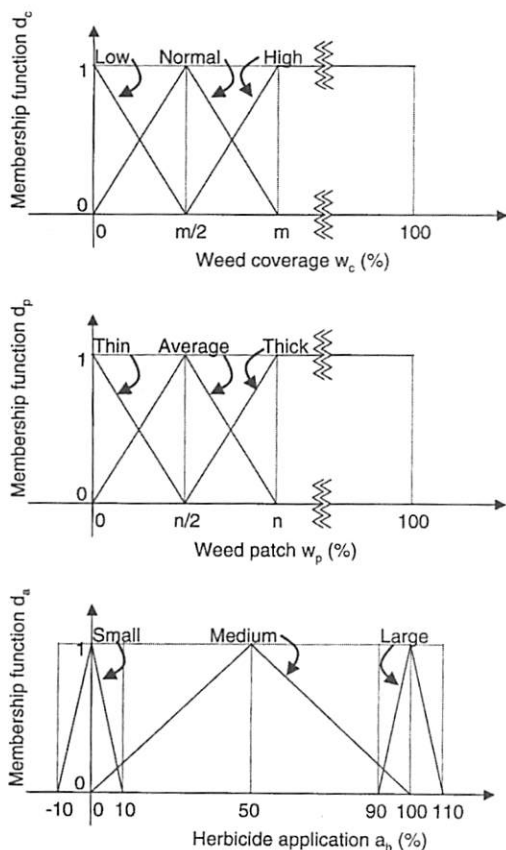 Membership function d_c
Low Normal High
1
0
0 m/2 m 100
Weed coverage w_c (%)
Membership function d_p
Thin Average Thick
1
0
0 n/2 n 100
Weed patch w_p (%)
Membership function d_a
Small Medium Large
1
0
-10 0 10 50 90 100 110
Herbicide application a_h (%)